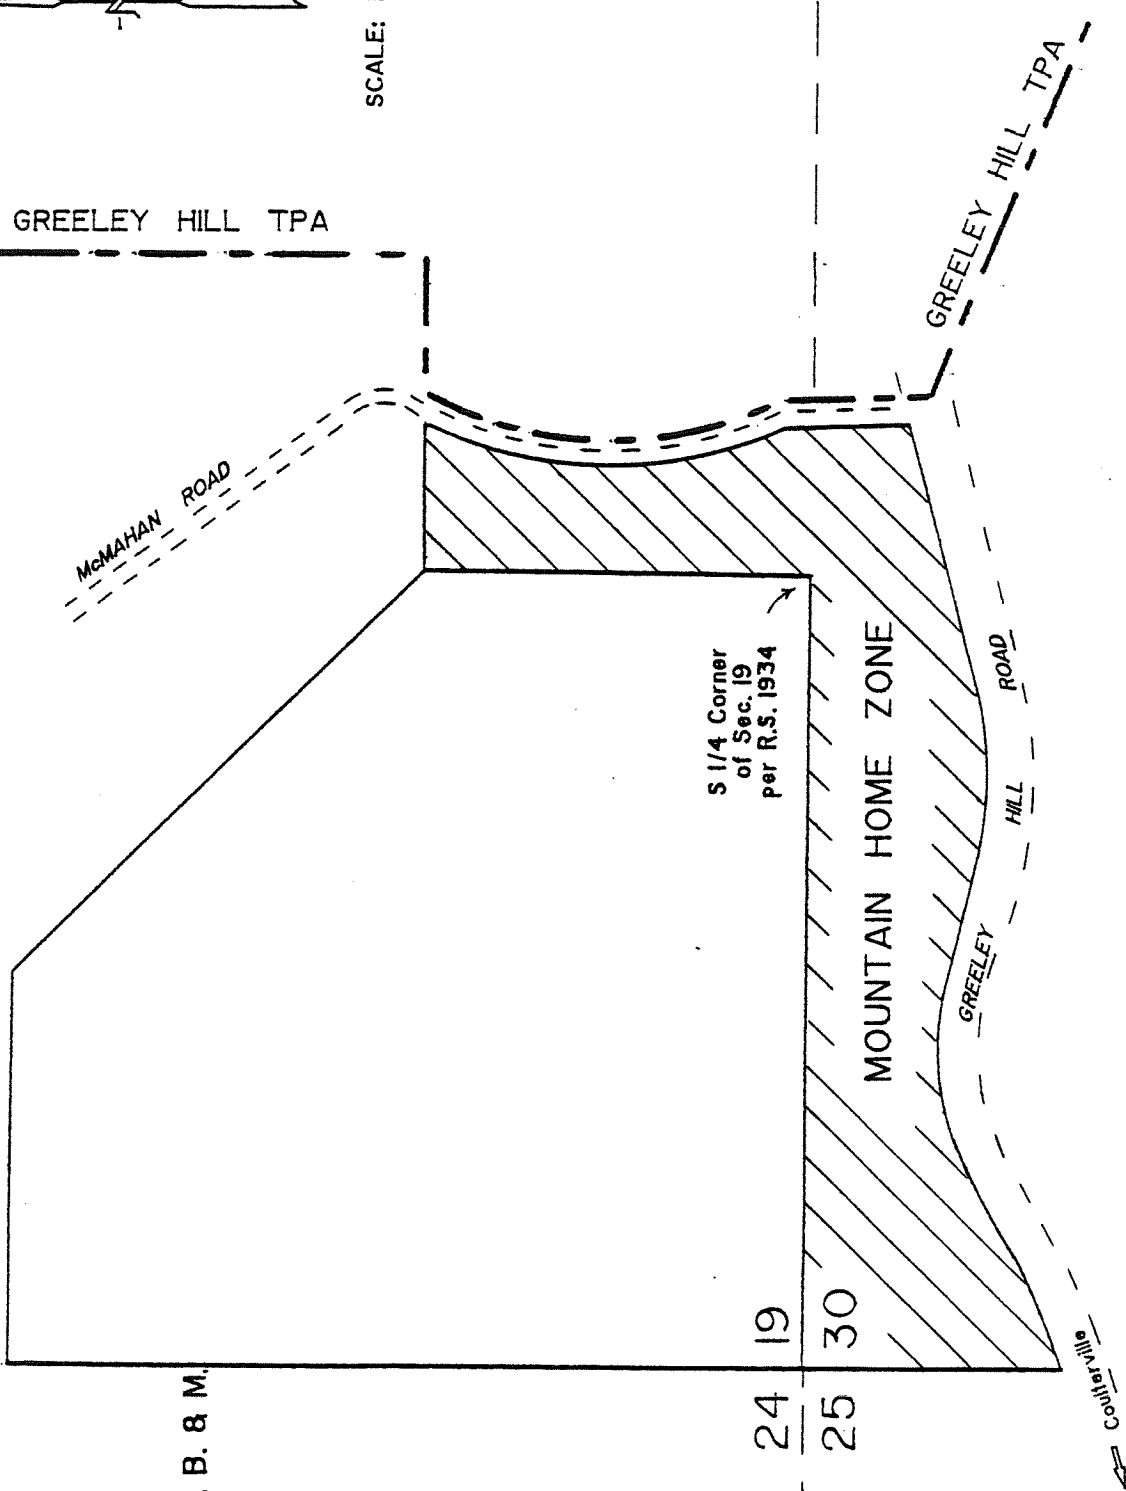 SCALE:
GREELEY HILL TPA
GREELEY HILL TPA
McMAHAN ROAD
S 1/4 Corner
of Sec. 19
per R.S. 1934
MOUNTAIN HOME ZONE
GREELEY HILL ROAD
B. & M.
24 19
25 30
Coulterville